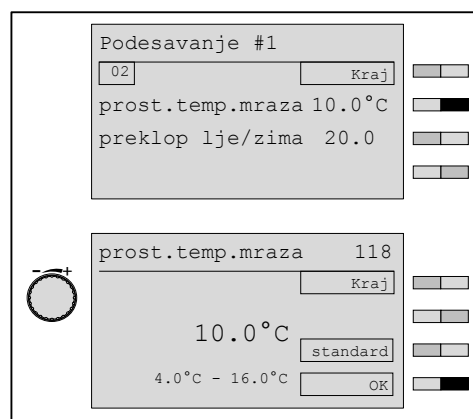 Podesavanje #1
02 Kraj
prost.temp.mraza 10.0°C
preklop lje/zima 20.0
prost.temp.mraza 118
- +
Kraj
10.0°C
standard
4.0°C - 16.0°C OK